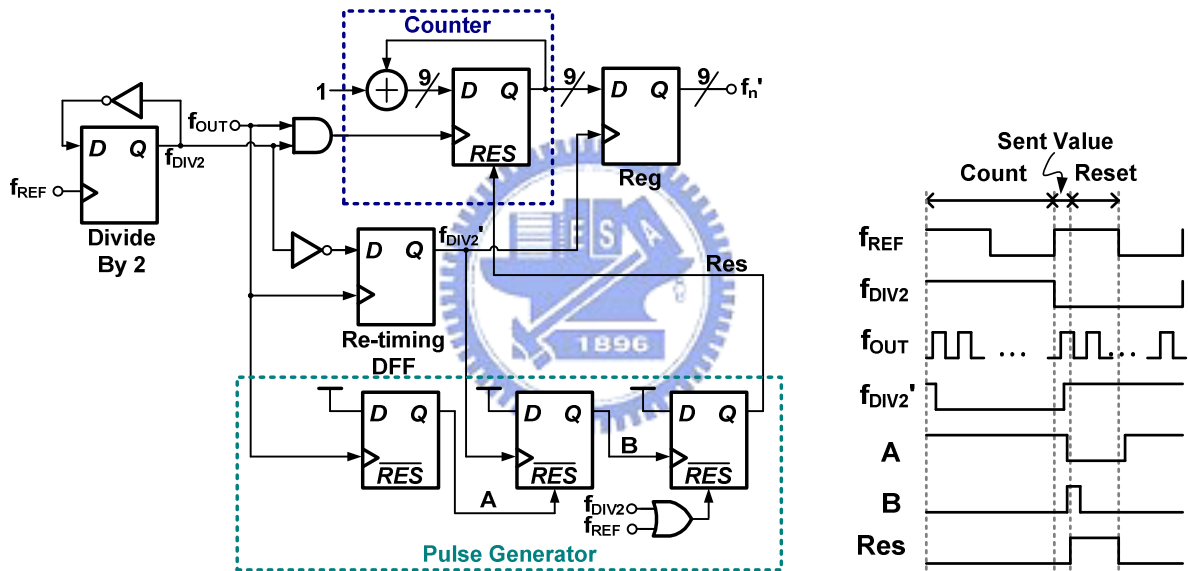 Counter
1
9
D Q
RES
9
D Q
Reg
9
fn'
fOUT
D Q
fDIV2
fREF
Divide
By 2
D Q
fDIV2'
Re-timing
DFF
Res
1896
D Q
RES
A
D Q
RES
B
D Q
RES
fDIV2
fREF
Pulse Generator
Sent Value
Count Reset
fREF
fDIV2
fOUT
fDIV2'
A
B
Res